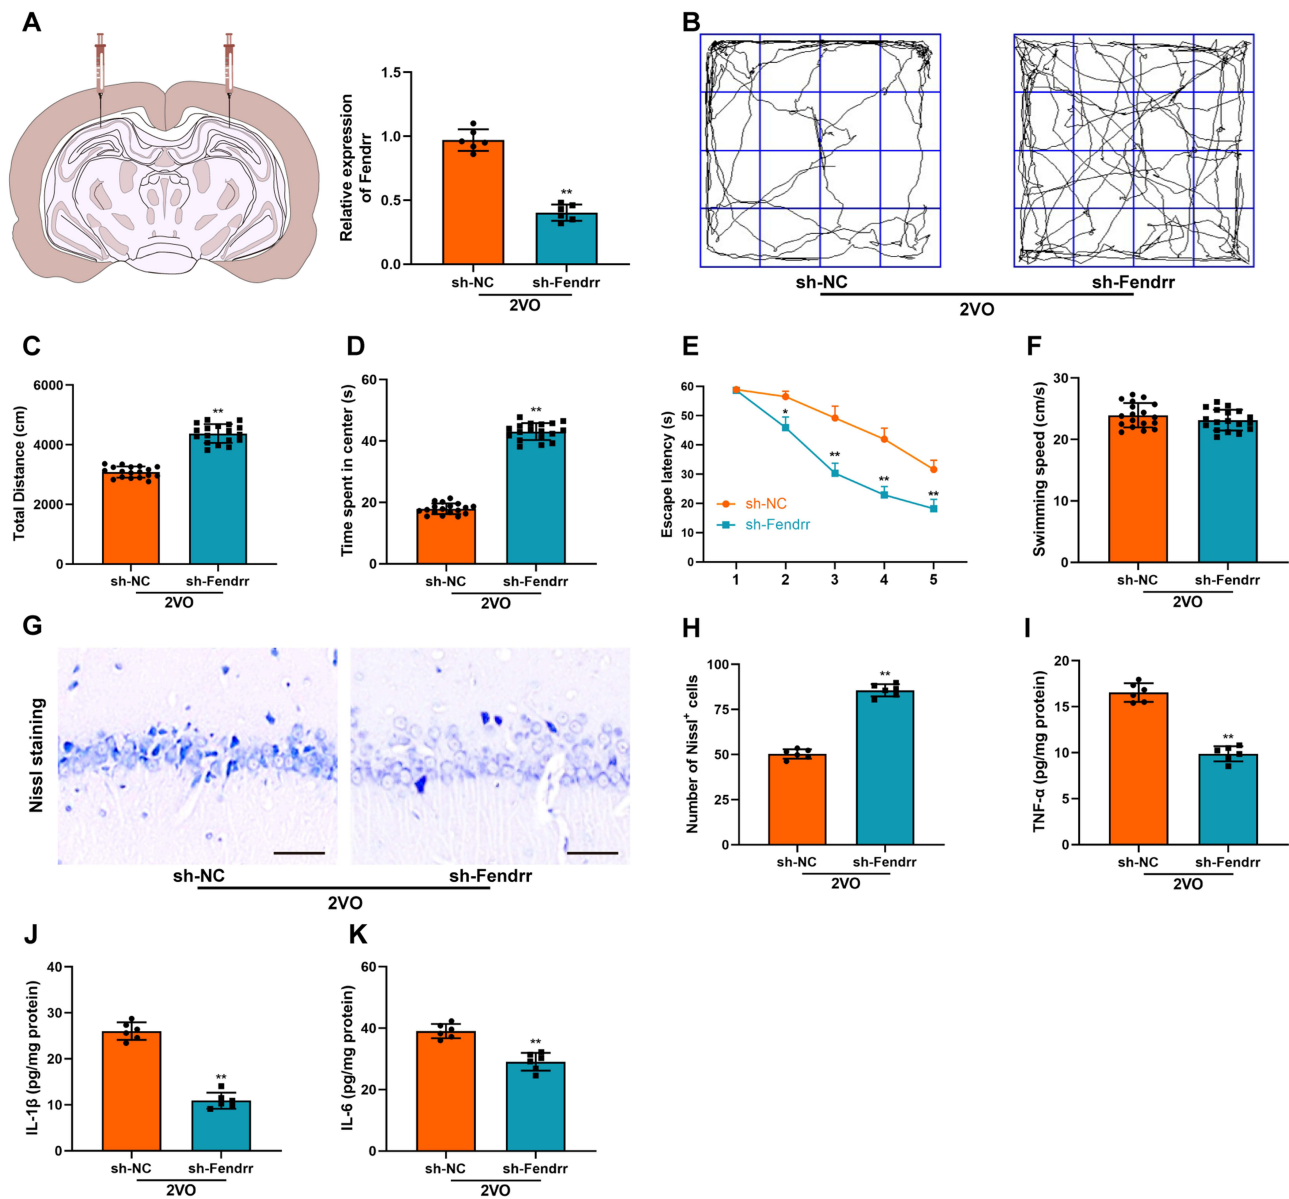 A
Relative expression
of Fendrr
1.5
1.0
0.5
0.0
**
sh-NC
sh-Fendrr
2VO
B
sh-NC
sh-Fendrr
2VO
C
Total Distance (cm)
6000
4000
2000
0
**
sh-NC
sh-Fendrr
2VO
D
Time spent in center (s)
60
40
20
0
**
sh-NC
sh-Fendrr
2VO
E
Escape latency (s)
60
50
40
30
20
10
0
*
**
**
**
sh-NC
sh-Fendrr
1 2 3 4 5
F
Swimming speed (cm/s)
30
20
10
0
sh-NC
sh-Fendrr
2VO
G
Nissl staining
sh-NC
sh-Fendrr
2VO
H
Number of Nissl⁺ cells
100
75
50
25
0
**
sh-NC
sh-Fendrr
2VO
I
TNF-α (pg/mg protein)
20
15
10
5
0
**
sh-NC
sh-Fendrr
2VO
J
IL-1β (pg/mg protein)
40
30
20
10
0
**
sh-NC
sh-Fendrr
2VO
K
IL-6 (pg/mg protein)
60
40
20
0
**
sh-NC
sh-Fendrr
2VO